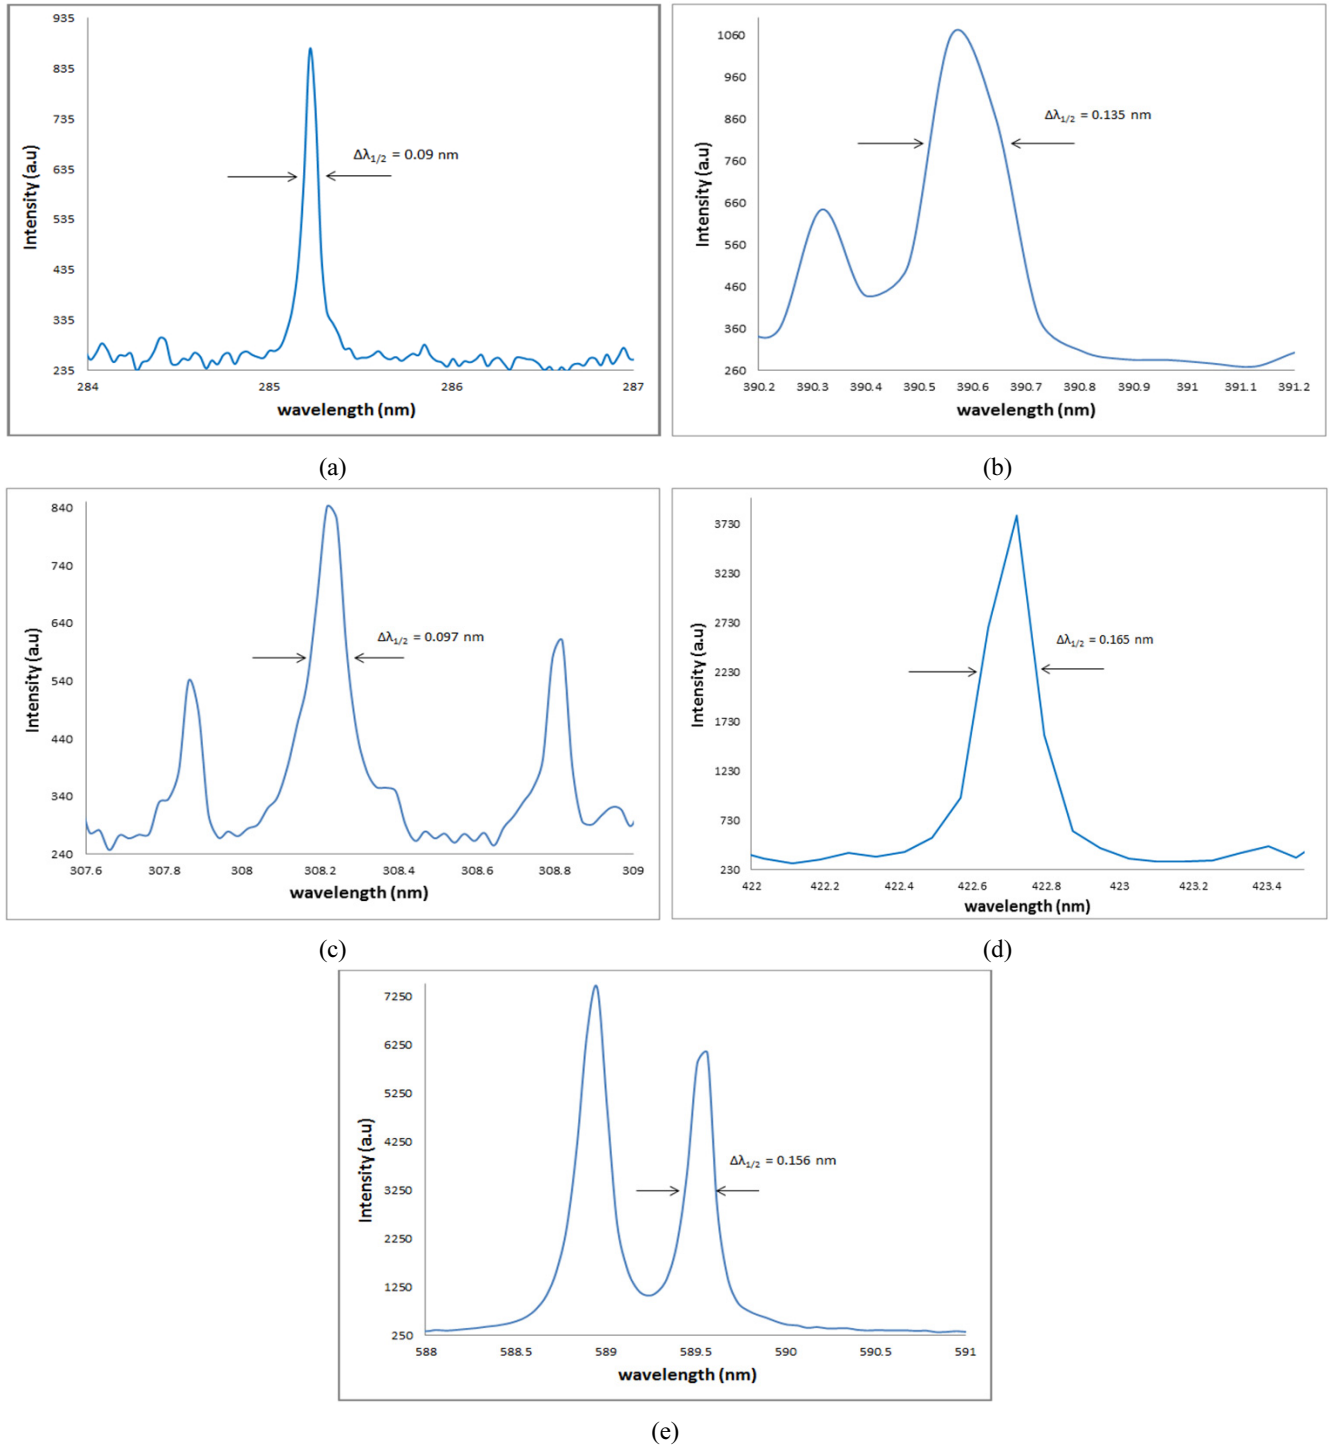 935
835
735
635
535
435
335
235
Intensity (a.u)
Δλ1/2 = 0.09 nm
284 285 286 287
wavelength (nm)
(a)
1060
960
860
760
660
560
460
360
260
Intensity (a.u)
Δλ1/2 = 0.135 nm
390.2 390.3 390.4 390.5 390.6 390.7 390.8 390.9 391 391.1 391.2
wavelength (nm)
(b)
840
740
640
540
440
340
240
Intensity (a.u)
Δλ1/2 = 0.097 nm
307.6 307.8 308 308.2 308.4 308.6 308.8 309
wavelength (nm)
(c)
3730
3230
2730
2230
1730
1230
730
230
Intensity (a.u)
Δλ1/2 = 0.165 nm
422 422.2 422.4 422.6 422.8 423 423.2 423.4
wavelength (nm)
(d)
7250
6250
5250
4250
3250
2250
1250
250
Intensity (a.u)
Δλ1/2 = 0.156 nm
588 588.5 589 589.5 590 590.5 591
wavelength (nm)
(e)